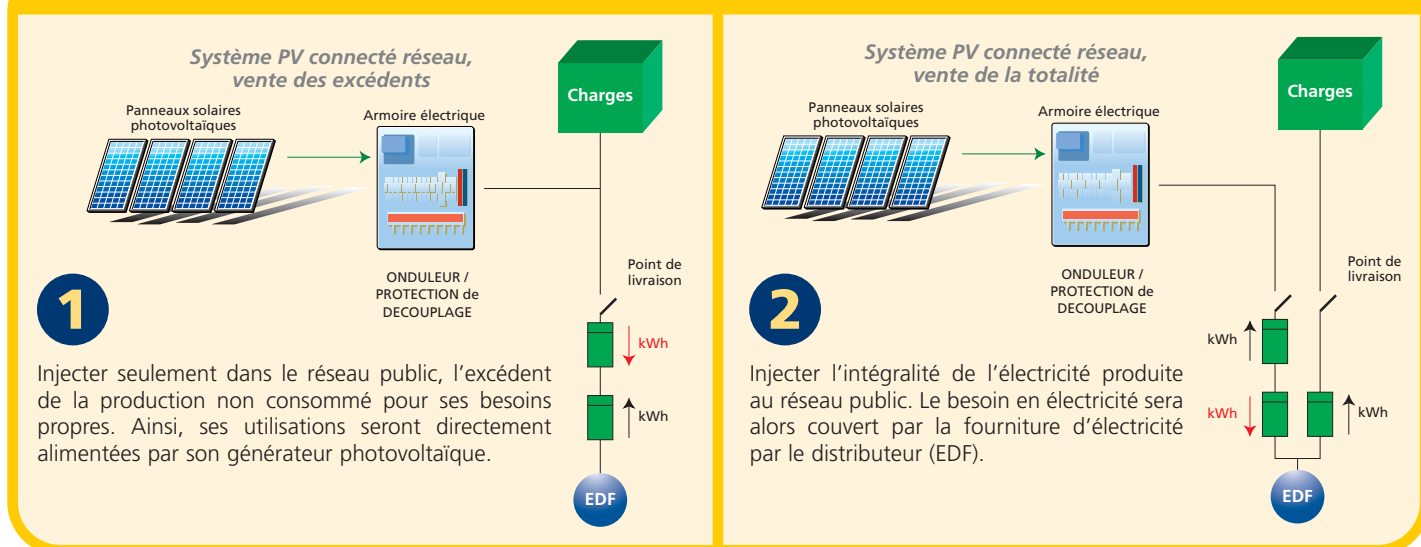 Système PV connecté réseau,
vente des excédents
Panneaux solaires
photovoltaïques
Armoire électrique
Charges
ONDULEUR /
PROTECTION de
DECOUPLAGE
Point de
livraison
1
kWh
kWh
Injecter seulement dans le réseau public, l'excédent
de la production non consommé pour ses besoins
propres. Ainsi, ses utilisations seront directement
alimentées par son générateur photovoltaïque.
EDF
Système PV connecté réseau,
vente de la totalité
Panneaux solaires
photovoltaïques
Armoire électrique
Charges
ONDULEUR /
PROTECTION de
DECOUPLAGE
Point de
livraison
2
kWh
kWh
kWh
Injecter l’intégralité de l’électricité produite
au réseau public. Le besoin en électricité sera
alors couvert par la fourniture d’électricité
par le distributeur (EDF).
EDF